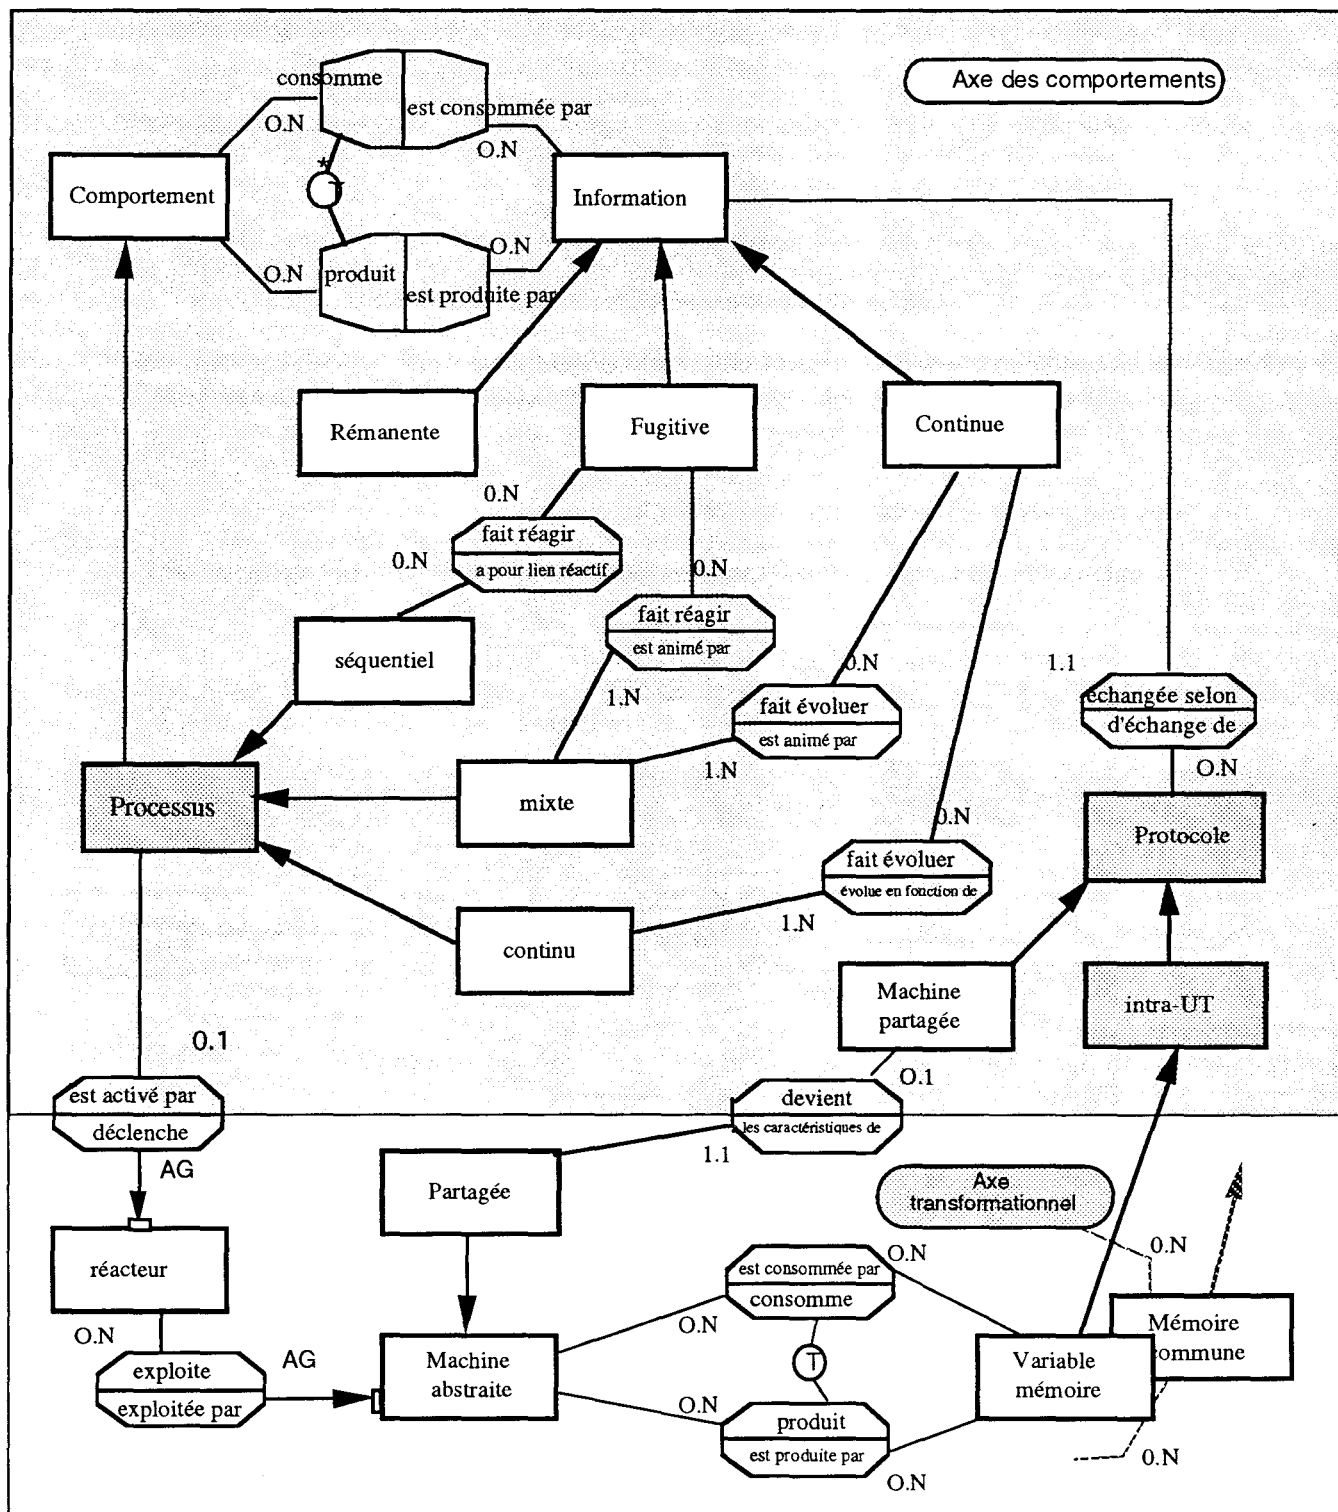 consomme
Axe des comportements
est consommée par
O.N
O.N
*
Comportement
T
Information
O.N
produit
O.N
est produite par
Rémanente
Fugitive
Continue
0.N
fait réagir
a pour lien réactif
0.N
0.N
fait réagir
est animé par
séquentiel
1.N
0.N
1.1
échangée selon
d'échange de
fait évoluer
est animé par
1.N
O.N
Processus
mixte
0.N
Protocole
fait évoluer
évolue en fonction de
1.N
continu
Machine
partagée
intra-UT
0.1
O.1
est activé par
déclenche
devient
les caractéristiques de
1.1
AG
Partagée
Axe
transformationnel
0.N
réacteur
O.N
est consommée par
consomme
O.N
O.N
Mémoire
commune
exploite
exploitée par
AG
Machine
abstraite
T
Variable
mémoire
O.N
produit
est produite par
O.N
0.N